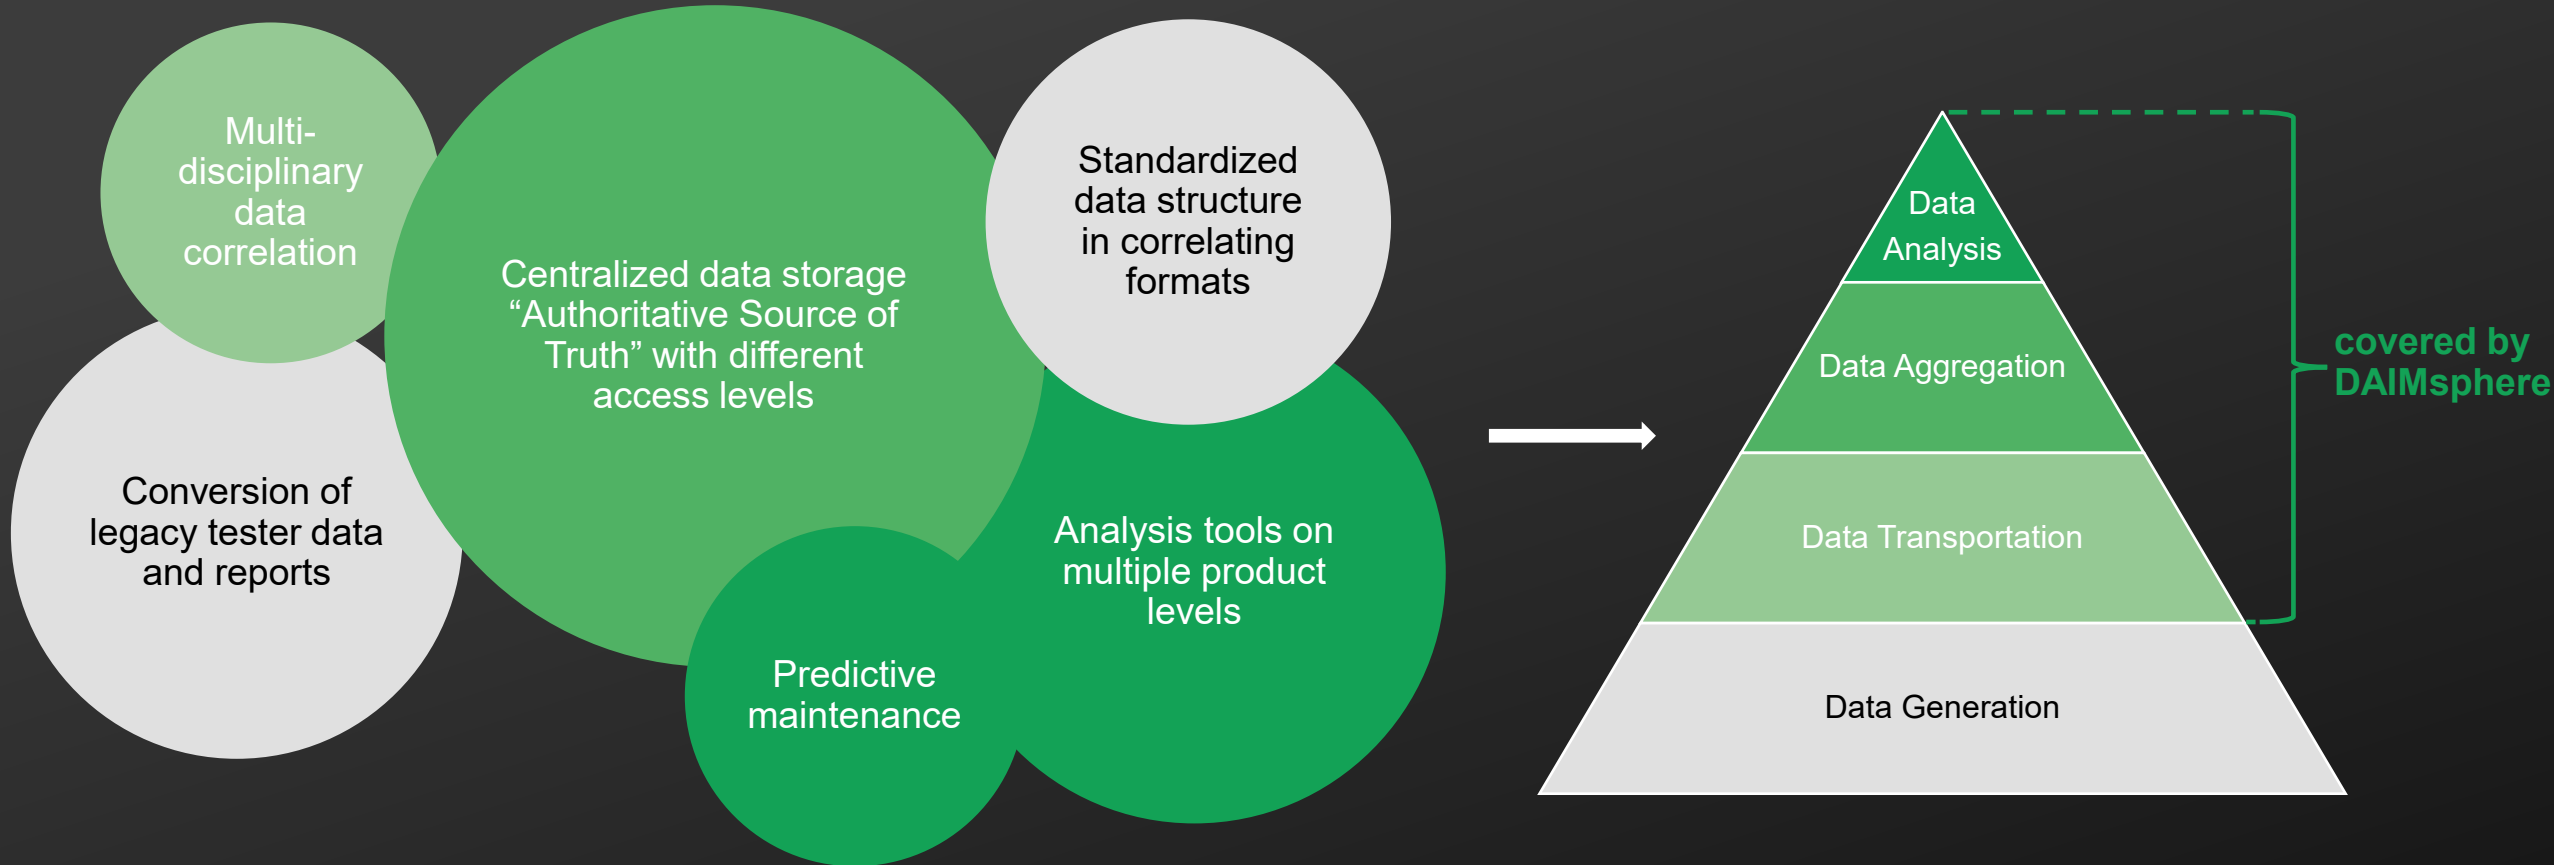 Multi-
disciplinary
data
correlation
Conversion of
legacy tester data
and reports
Centralized data storage
“Authoritative Source of
Truth” with different
access levels
Predictive
maintenance
Standardized
data structure
in correlating
formats
Analysis tools on
multiple product
levels
Data
Analysis
Data Aggregation
Data Transportation
Data Generation
covered by
DAIMsphere